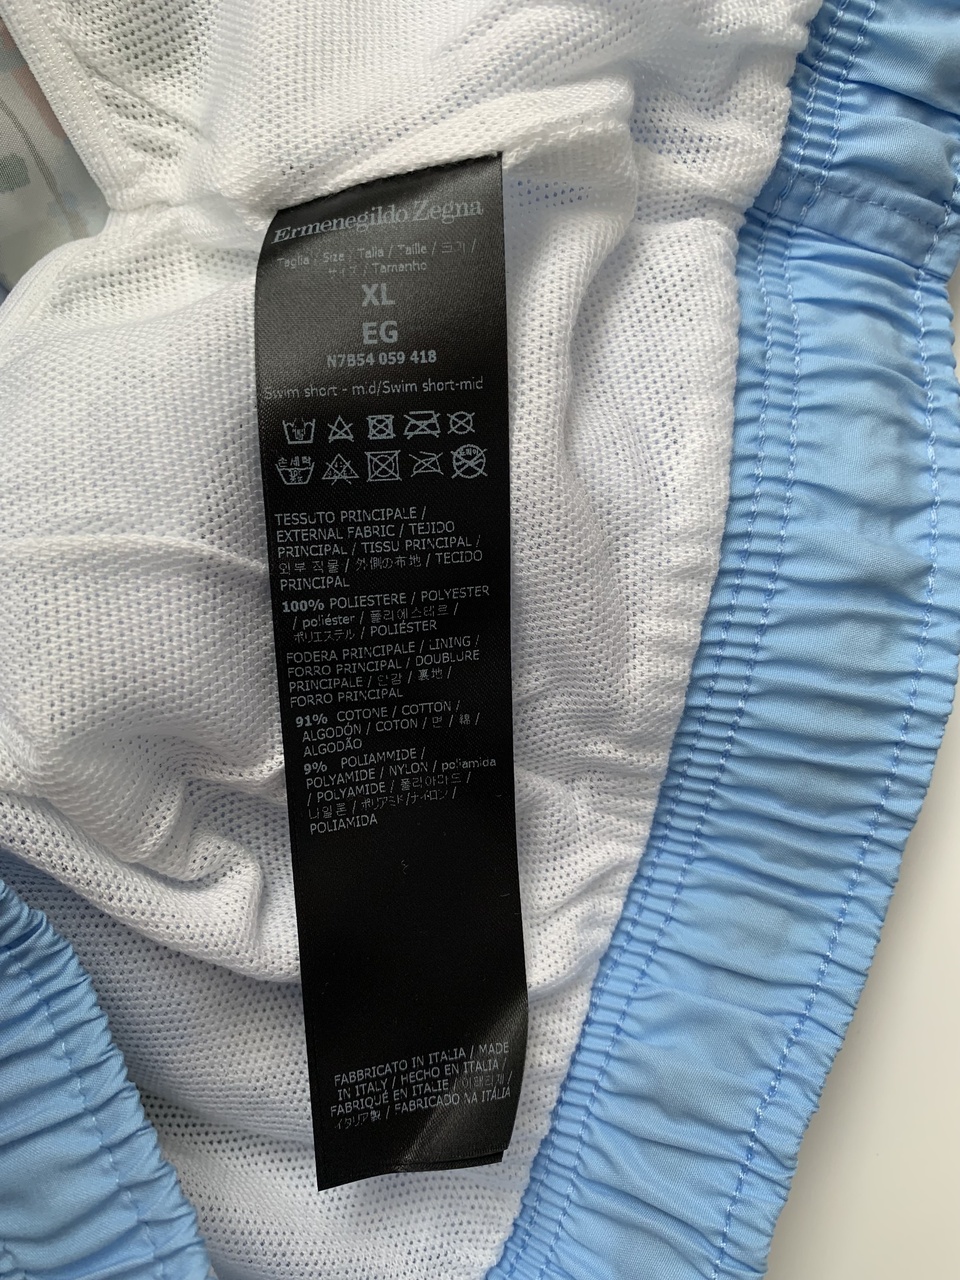 Ermenegildo Zegna
Taglia / Size / Talla / Taille / 크기 /
サイズ / Tamanho
XL
EG
N7B54 059 418
Swim short - mid/Swim short-mid
손세탁
TESSUTO PRINCIPALE /
EXTERNAL FABRIC / TEJIDO
PRINCIPAL / TISSU PRINCIPAL /
외부 직물 / 外側の布地 / TECIDO
PRINCIPAL
100% POLIESTERE / POLYESTER
/ poliéster / 폴리에스테르 /
ポリエステル / POLIÉSTER
FODERA PRINCIPALE / LINING /
FORRO PRINCIPAL / DOUBLURE
PRINCIPALE / 안감 / 裏地 /
FORRO PRINCIPAL
91% COTONE / COTTON /
ALGODÓN / COTON / 면 / 綿 /
ALGODÃO
9% POLIAMMIDE /
POLYAMIDE / NYLON / poliamida
/ POLYAMIDE / 폴리아미드 /
나일론 / ポリアミド/ナイロン /
POLIAMIDA
FABBRICATO IN ITALIA / MADE
IN ITALY / HECHO EN ITALIA /
FABRIQUÉ EN ITALIE / 이탈리제 /
イタリア製 / FABRICADO NA ITÁLIA